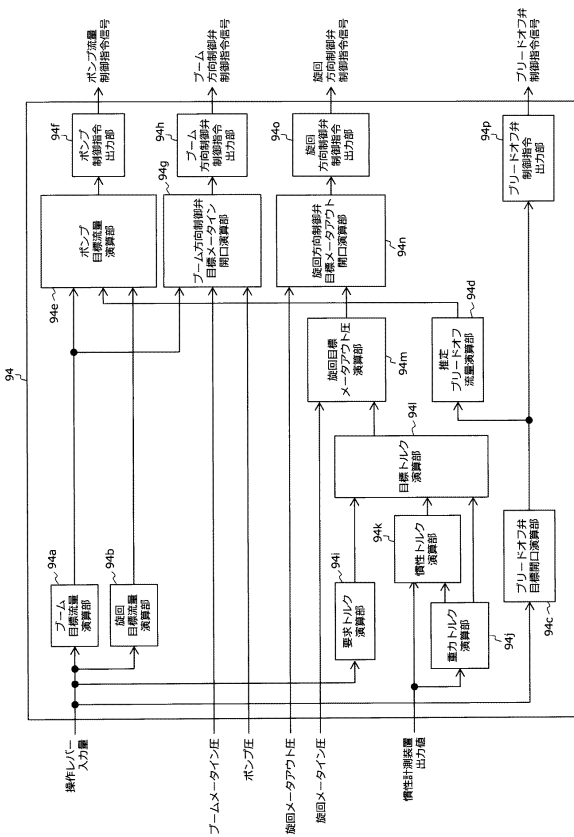 94
操作レバー
入力量
ブームメータイン圧
ポンプ圧
旋回メータアウト圧
旋回メータイン圧
慣性計測装置
出力値
94a
ブーム
目標流量
演算部
94b
旋回
目標流量
演算部
94i
要求トルク
演算部
94k
慣性トルク
演算部
重力トルク
演算部
94j
ブリードオフ弁
目標開口演算部
94c
目標トルク
演算部
94l
旋回目標
メータアウト圧
演算部
94m
推定
ブリードオフ
流量演算部
94d
ポンプ
目標流量
演算部
94e
ブーム方向制御弁
目標メータイン
開口演算部
94g
旋回方向制御弁
目標メータアウト
開口演算部
94n
94f
ポンプ
制御指令
出力部
94h
ブーム
方向制御弁
制御指令
出力部
94o
旋回
方向制御弁
制御指令
出力部
94p
ブリードオフ弁
制御指令
出力部
ポンプ流量
制御指令信号
ブーム
方向制御弁
制御指令信号
旋回
方向制御弁
制御指令信号
ブリードオフ弁
制御指令信号